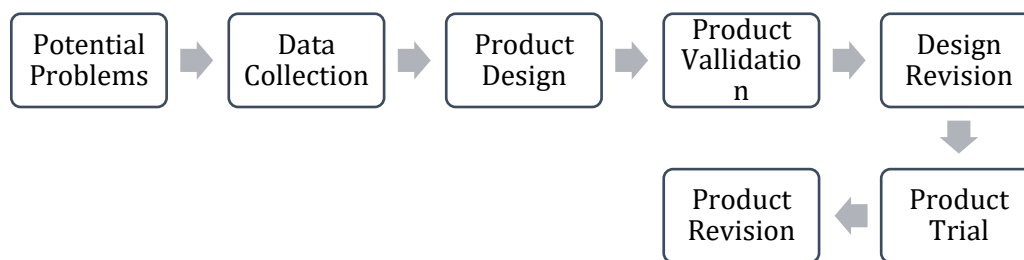 Potential
Problems
Data
Collection
Product
Design
Product
Vallidatio
n
Design
Revision
Product
Trial
Product
Revision